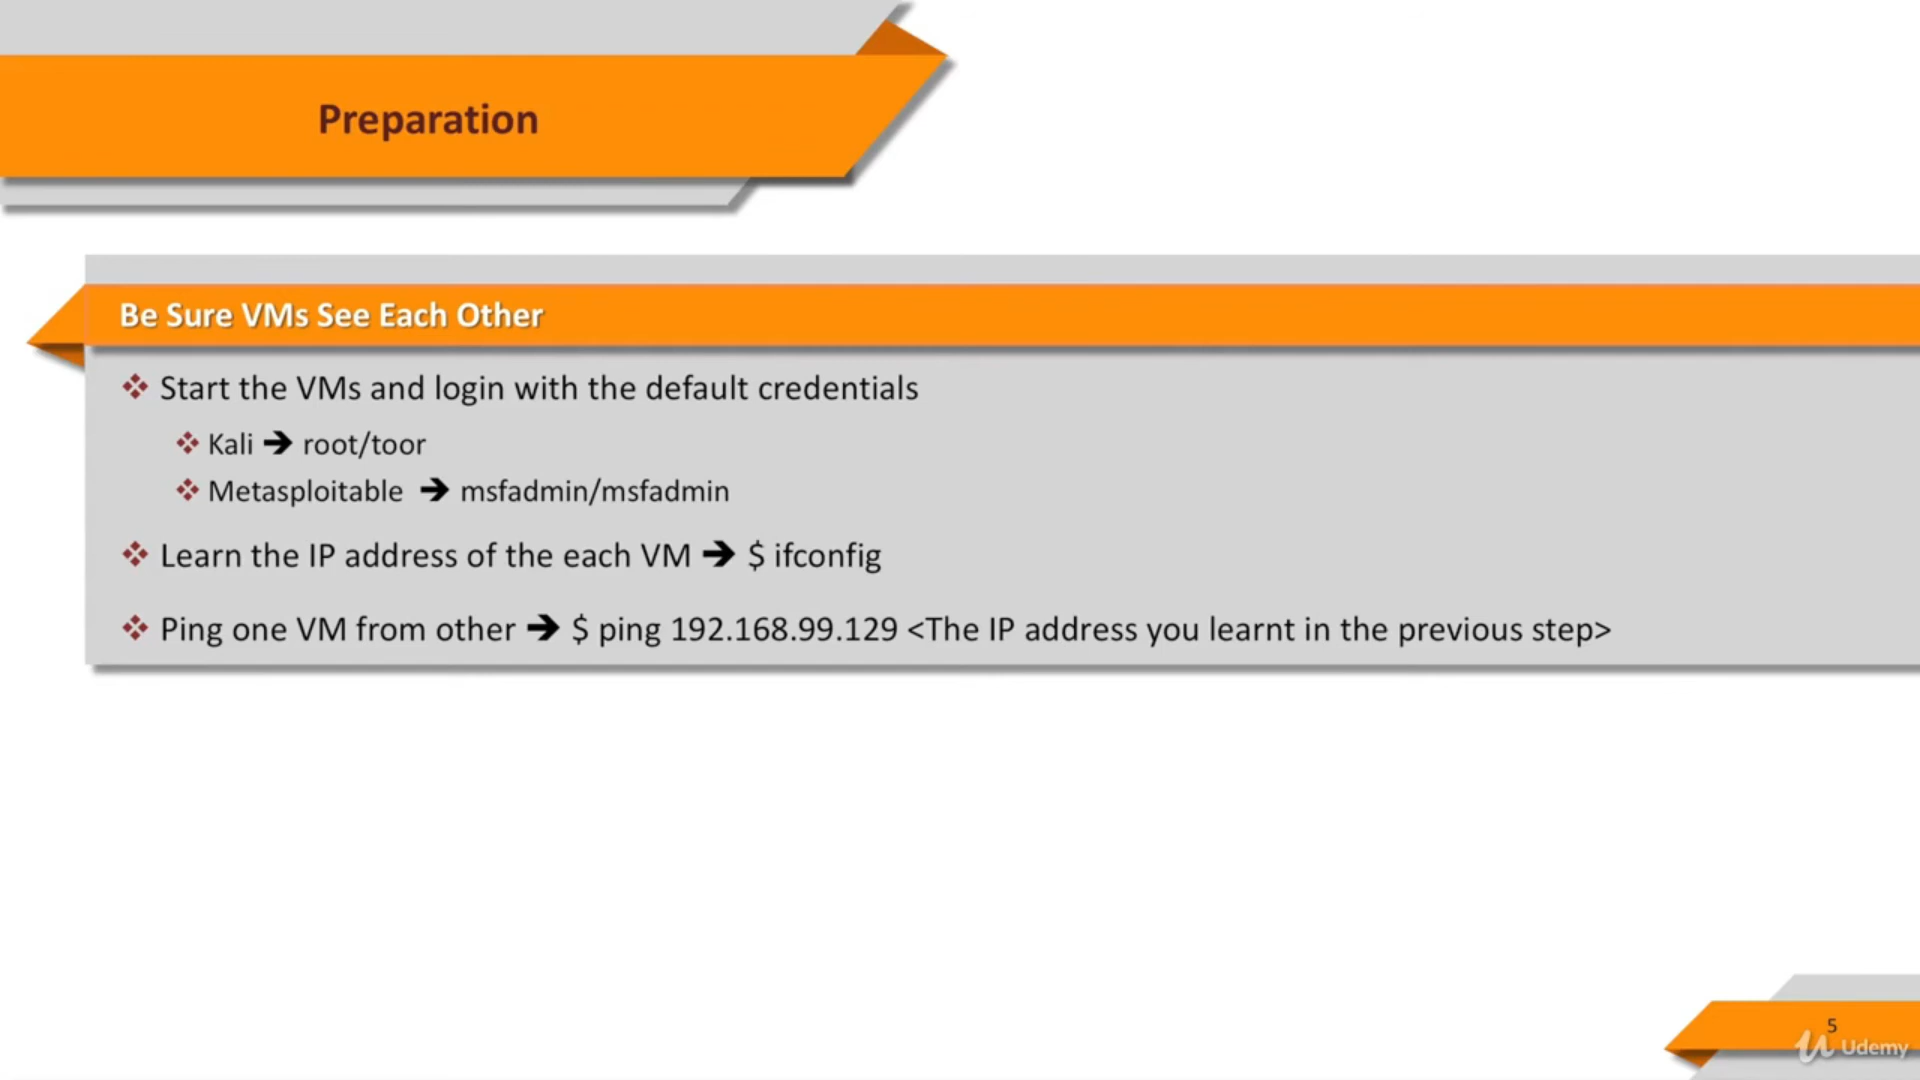 Preparation
Be Sure VMs See Each Other
❖ Start the VMs and login with the default credentials
❖ Kali ➔ root/toor
❖ Metasploitable ➔ msfadmin/msfadmin
❖ Learn the IP address of the each VM ➔ $ ifconfig
❖ Ping one VM from other ➔ $ ping 192.168.99.129 <The IP address you learnt in the previous step>
5
Udemy